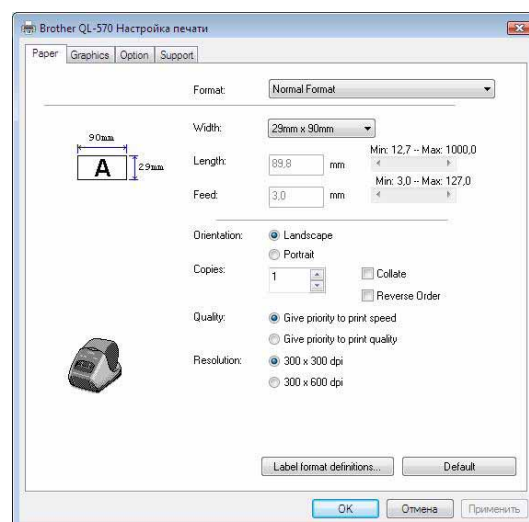 Brother QL-570 Настройка печати
Paper Graphics Option Support
Format: Normal Format
Width: 29mm x 90mm
Min: 12,7 -- Max: 1000,0
Length: 89,8 mm
Min: 3,0 -- Max: 127,0
Feed: 3,0 mm
90mm
A 29mm
Orientation: Landscape
Portrait
Copies: 1 Collate
Reverse Order
Quality: Give priority to print speed
Give priority to print quality
Resolution: 300 x 300 dpi
300 x 600 dpi
Label format definitions... Default
OK Отмена Применить